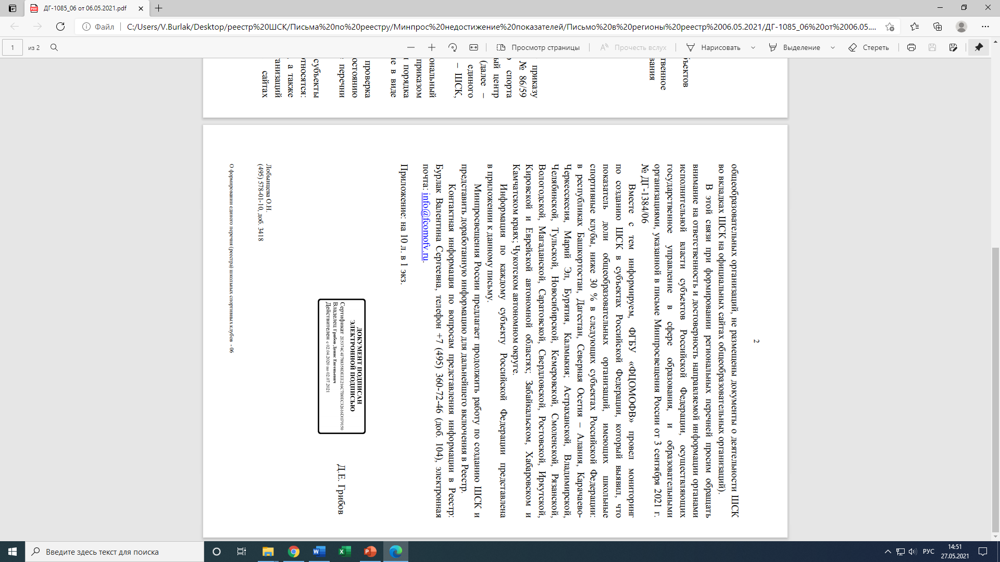 ДГ-1085_06 от 06.05.2021.pdf
Файл
C:/Users/V.Burlak/Desktop/реестр%20ШСК/Письма%20по%20реестру/Минпрос%20недостижение%20показателей/Письмо%20в%20регионы%20реестр%2006.05.2021/ДГ-1085_06%20от%2006.05....
1 из 2
Просмотр страницы
Прочесть вслух
Нарисовать
Выделение
Стереть
бъектов
твенное
вания
приказу
№ 86/59
о спорта
ый центр
(далее –
единого
– ШСК,
ональный
приказом
и порядка
не в виде
проверка
остоянию
е перечни
субъекты
тносятся:
, а также
низаций
сайтах
2
общеобразовательных организаций, не размещены документы о деятельности ШСК
во вкладках ШСК на официальных сайтах общеобразовательных организаций).
В этой связи при формировании региональных перечней просим обращать
внимание на ответственность и достоверность направляемой информации органами
исполнительной власти субъектов Российской Федерации, осуществляющих
государственное управление в сфере образования, и образовательными
организациями, указанной в письме Минпросвещения России от 3 сентября 2021 г.
№ ДГ-1384/06
Вместе с тем информируем, ФГБУ «ФЦОМОФВ» провел мониторинг
по созданию ШСК в субъектах Российской Федерации, который выявил, что
показатель доли общеобразовательных организаций, имеющих школьные
спортивные клубы, ниже 30 % в следующих субъектах Российской Федерации:
в республиках Башкортостан, Дагестан, Северная Осетия – Алания, Карачаево-
Черкесскесия, Марий Эл, Бурятия, Калмыкия; Астраханской, Владимирской,
Челябинской, Тульской, Новосибирской, Кемеровской, Смоленской, Рязанской,
Вологодской, Магаданской, Саратовской, Свердловской, Ростовской, Иркутской,
Кировской и Еврейской автономной областях; Забайкальском, Хабаровском и
Камчатском краях; Чукотском автономном округе.
Информация по каждому субъекту Российской Федерации представлена
в приложении к данному письму.
Минпросвещения России предлагает продолжить работу по созданию ШСК и
представить доработанную информацию для дальнейшего включения в Реестр.
Контактная информация по вопросам представления информации в Реестр:
Бурлак Валентина Сергеевна, телефон +7 (495) 360-72-46 (доб. 104), электронная
почта: info@fcomofv.ru.
Приложение: на 10 л. в 1 экз.
ДОКУМЕНТ ПОДПИСАН
ЭЛЕКТРОННОЙ ПОДПИСЬЮ
Сертификат
Владелец Грибов Денис Евгеньевич
Действителен с 02.04.2020 по 02.07.2021
Д.Е. Грибов
Лобынцева О.Н.
(495) 578-01-10, доб. 3418
О формировании единого перечня (реестра) школьных спортивных клубов - 06
Введите здесь текст для поиска
РУС
14:51
27.05.2021